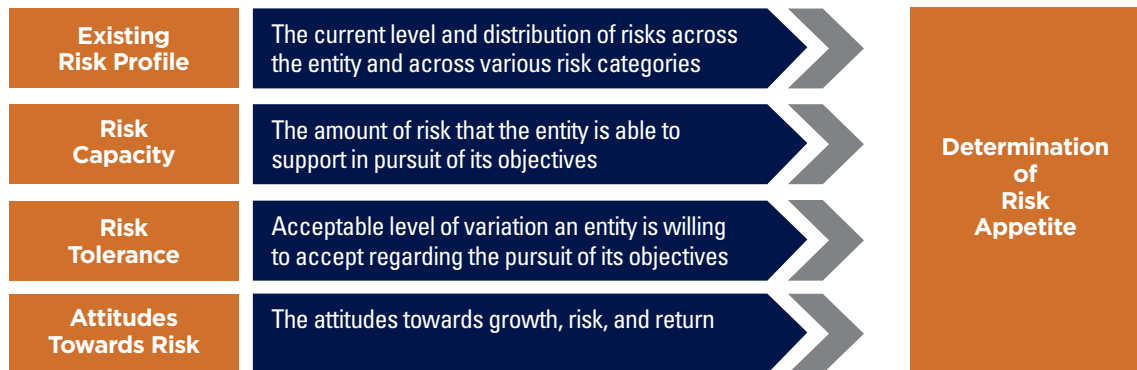 Existing
Risk Profile
The current level and distribution of risks across
the entity and across various risk categories
Risk
Capacity
The amount of risk that the entity is able to
support in pursuit of its objectives
Risk
Tolerance
Acceptable level of variation an entity is willing
to accept regarding the pursuit of its objectives
Attitudes
Towards Risk
The attitudes towards growth, risk, and return
Determination
of
Risk
Appetite